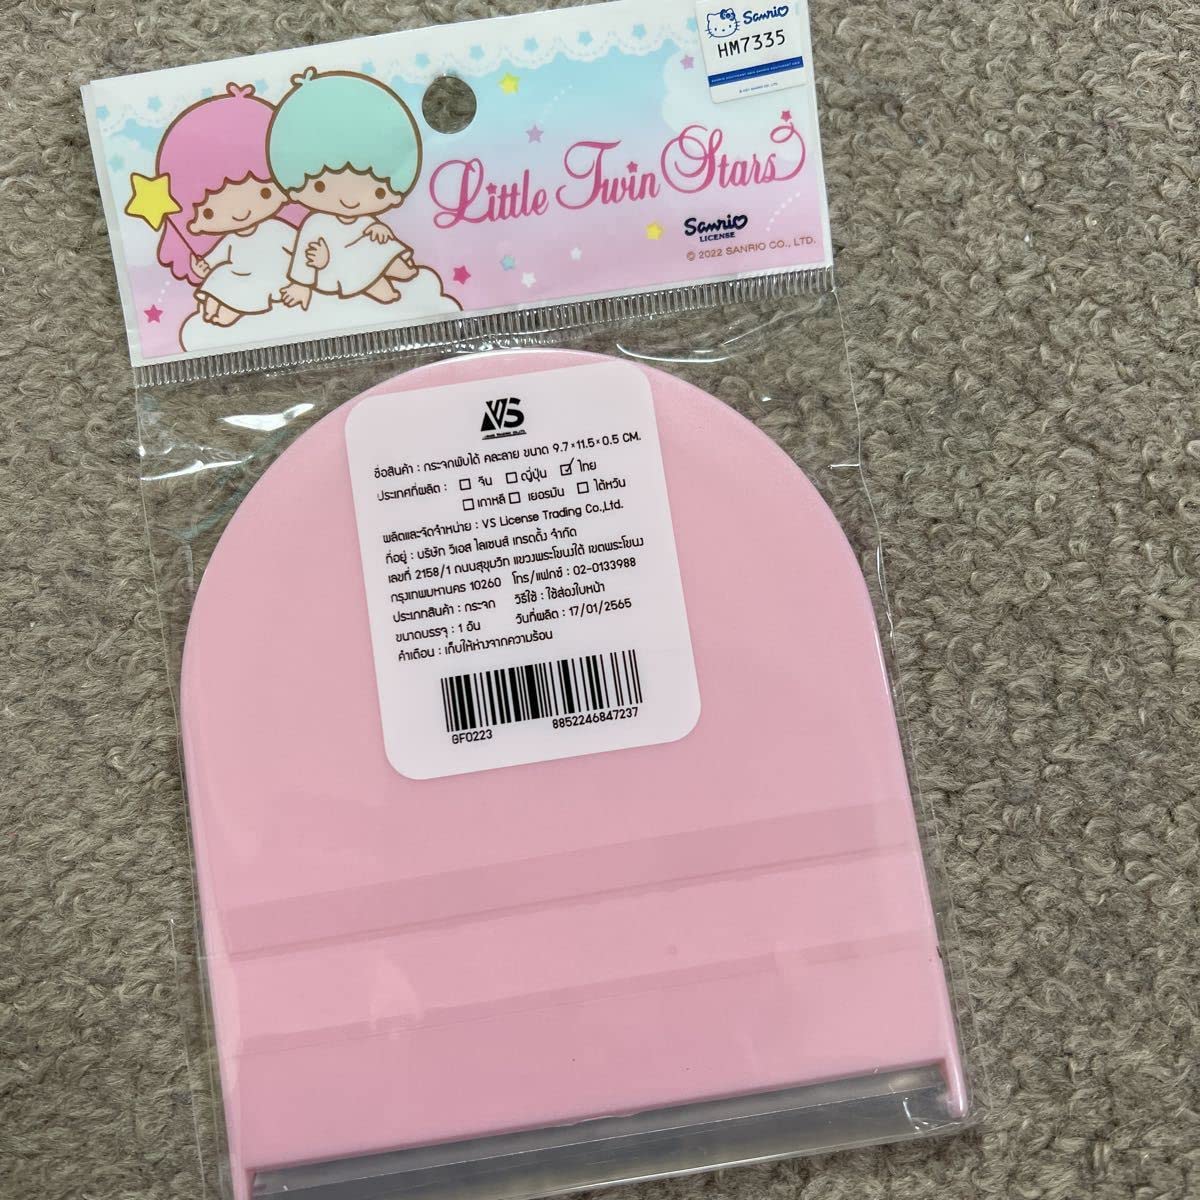 Sanrio
HM7335
Little Twin Stars
Sanrio
LICENSE
© 2022 SANRIO CO., LTD.
VS
ชื่อสินค้า : กระจกพับได้ คละลาย ขนาด 9.7×11.5×0.5 CM.
ประเทศที่ผลิต : ☐ จีน ☐ ญี่ปุ่น ☑ ไทย
☐ เกาหลี ☐ เยอรมัน ☐ ไต้หวัน
ผลิตและจัดจำหน่าย : VS License Trading Co.,Ltd.
ที่อยู่ : บริษัท วีเอส ไลเซนส์ เทรดดิ้ง จำกัด
เลขที่ 2158/1 ถนนสุขุมวิท แขวงพระโขนงใต้ เขตพระโขนง
กรุงเทพมหานคร 10260 โทร/แฟกซ์ : 02-0133988
ประเภทสินค้า : กระจก วิธีใช้ : ใช้ส่องใบหน้า
ขนาดบรรจุ : 1 อัน วันที่ผลิต : 17/01/2565
คำเตือน : เก็บให้ห่างจากความร้อน
GF0223 8852246847237